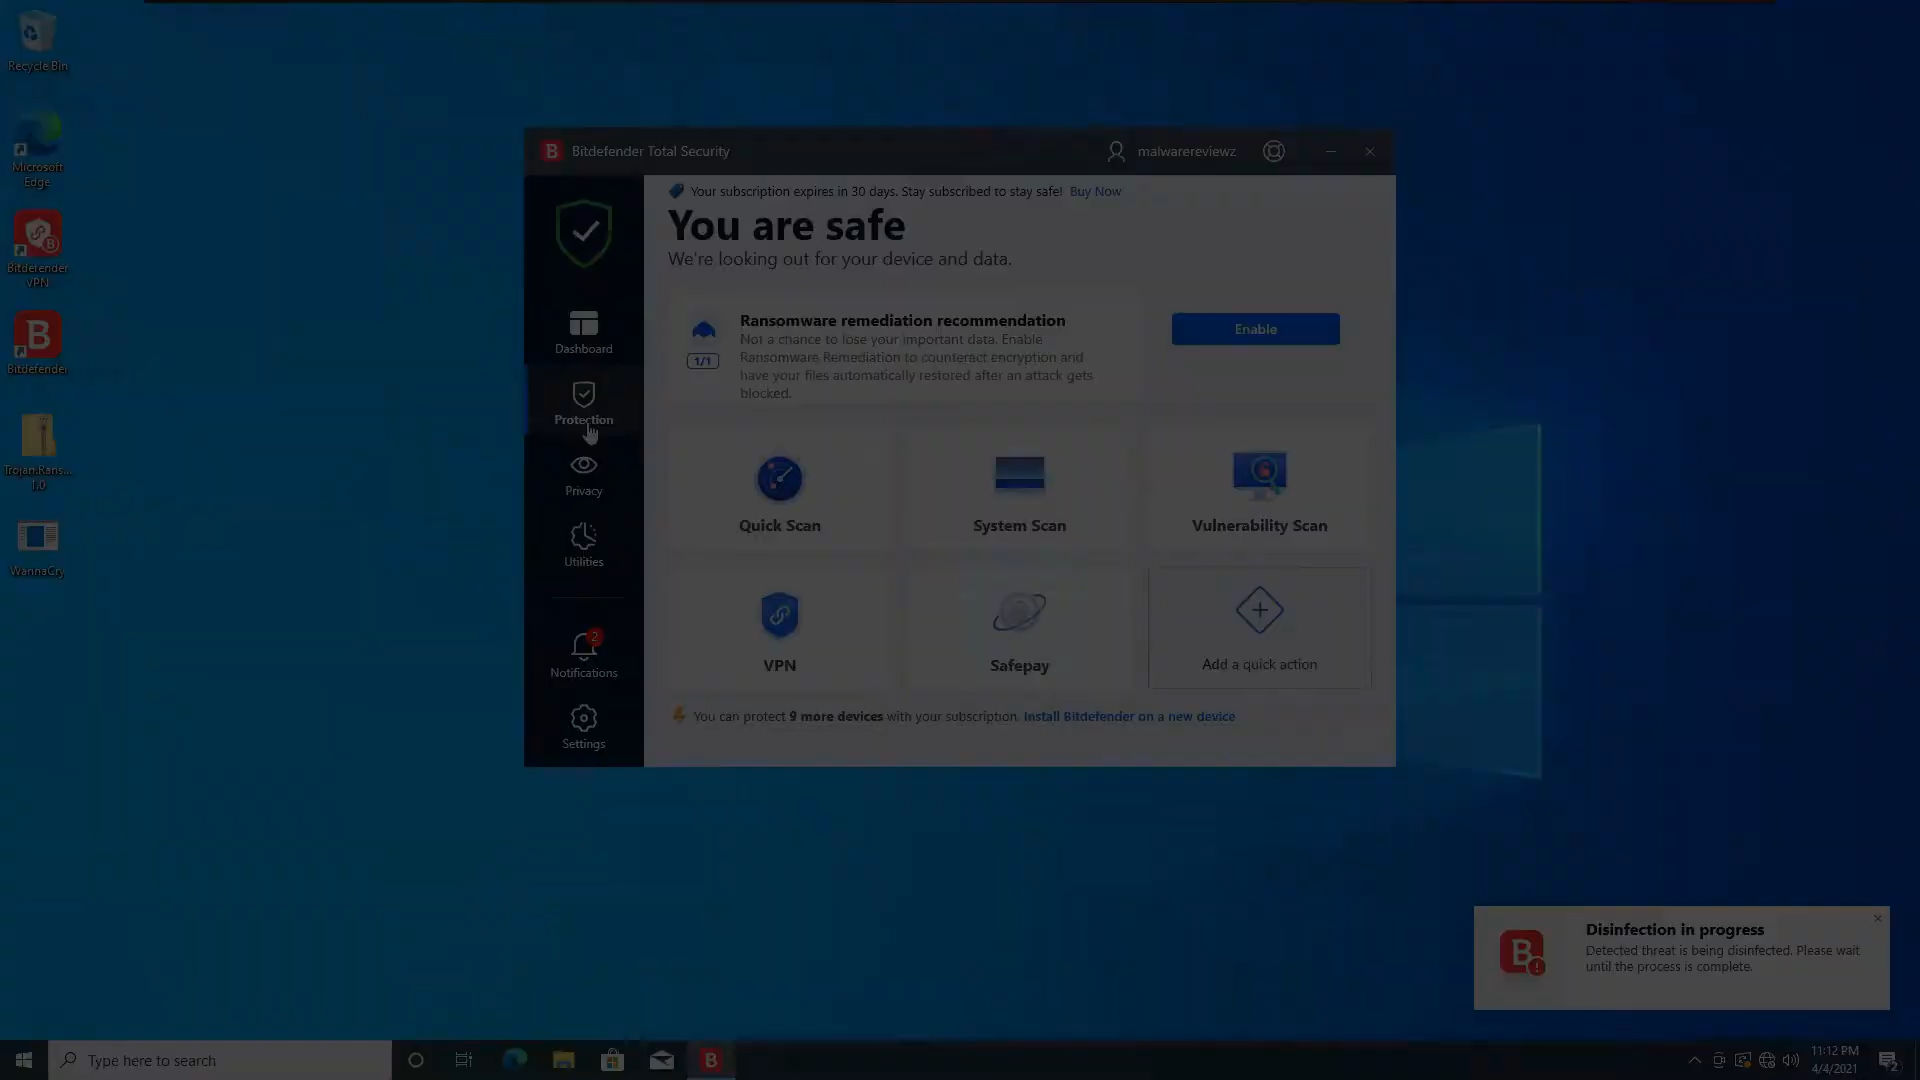 Recycle Bin
Microsoft
Edge
Bitdefender
VPN
Bitdefender
Trojan.Rans...
1.0
WannaCry
Bitdefender Total Security
malwarereviewz
Your subscription expires in 30 days. Stay subscribed to stay safe! Buy Now
You are safe
We're looking out for your device and data.
Dashboard
Protection
Privacy
Utilities
2
Notifications
Settings
1/1
Ransomware remediation recommendation
Not a chance to lose your important data. Enable
Ransomware Remediation to counteract encryption and
have your files automatically restored after an attack gets
blocked.
Enable
Quick Scan
System Scan
Vulnerability Scan
VPN
Safepay
Add a quick action
You can protect 9 more devices with your subscription. Install Bitdefender on a new device
Disinfection in progress
Detected threat is being disinfected. Please wait
until the process is complete.
Type here to search
11:12 PM
4/4/2021
2